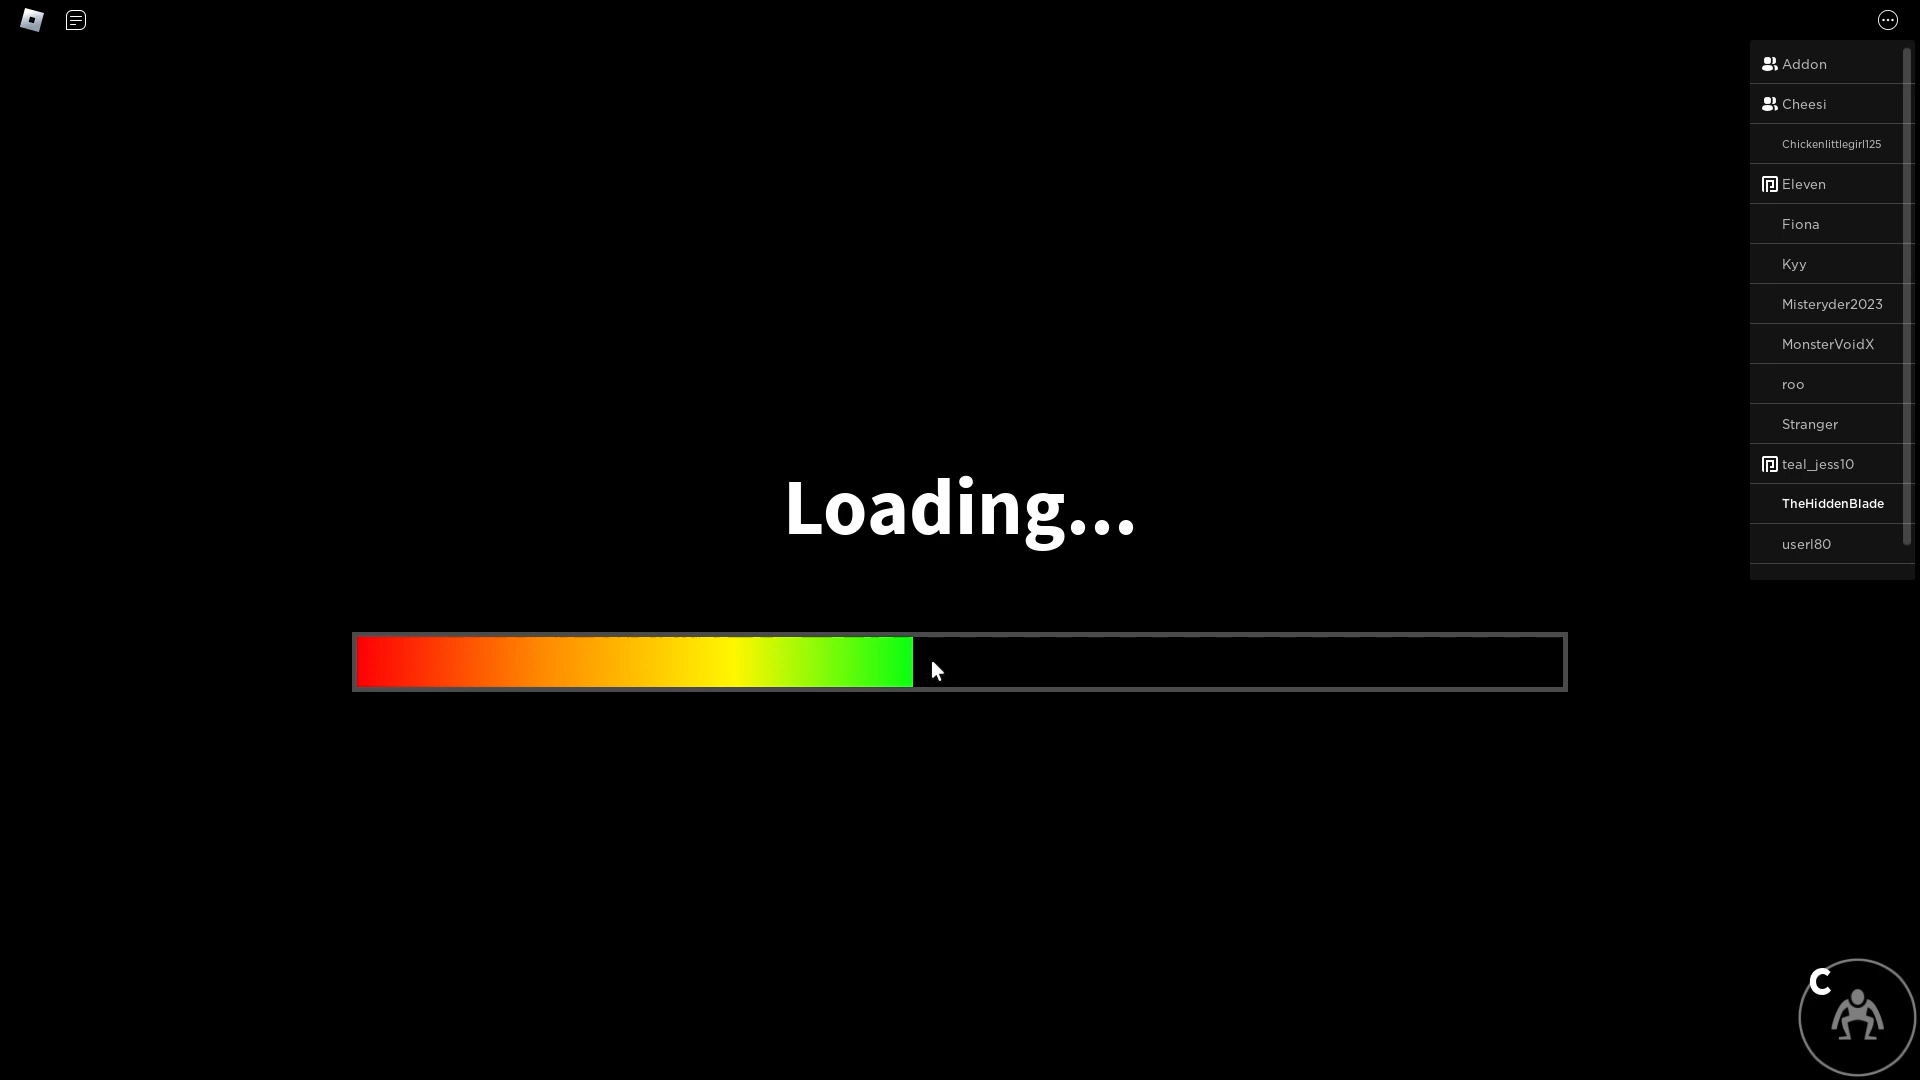 Addon
Cheesi
Chickenlittlegirl125
Eleven
Fiona
Kyy
Misteryder2023
MonsterVoidX
roo
Stranger
teal_jess10
TheHiddenBlade
userl80
Loading...
C